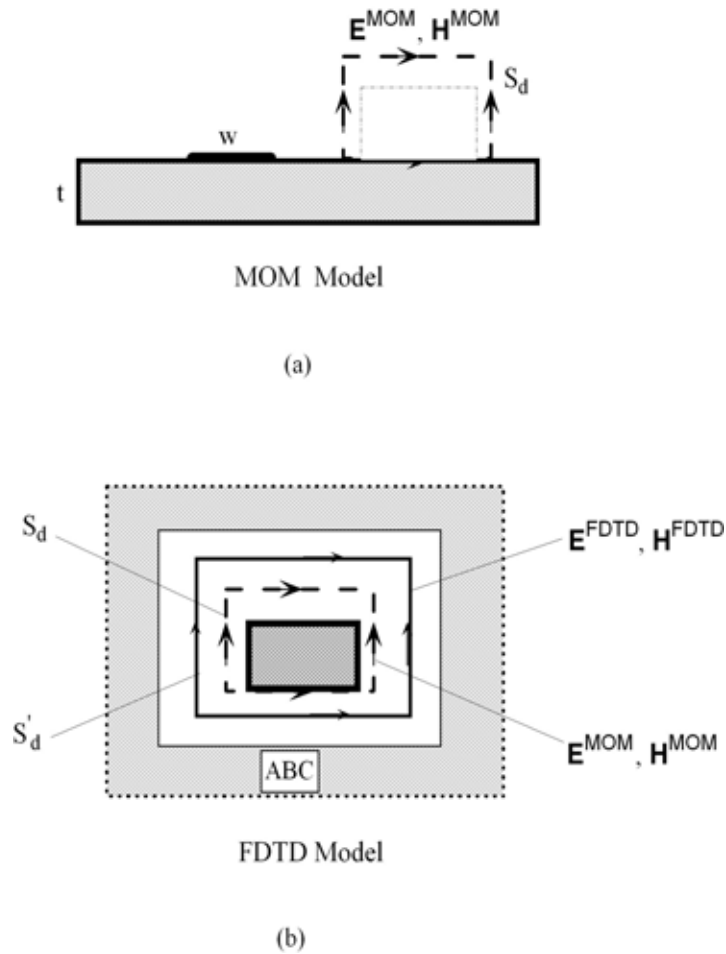 E^MOM, H^MOM
S_d
w
t
MOM Model
(a)
S_d
E^FDTD, H^FDTD
S'_d
E^MOM, H^MOM
ABC
FDTD Model
(b)